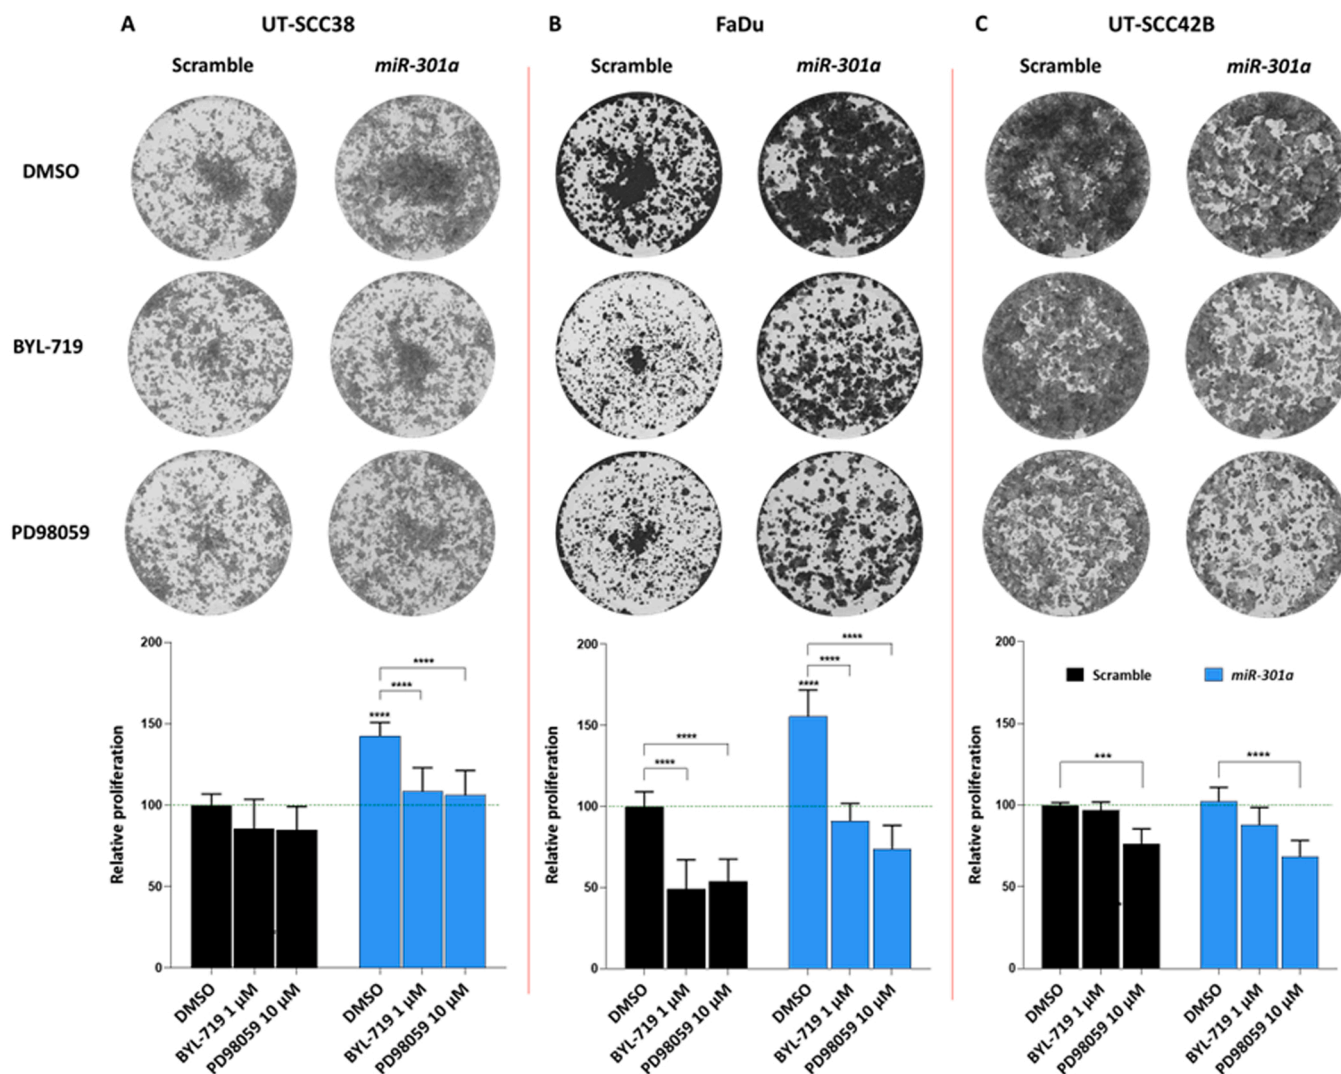 A UT-SCC38 B FaDu C UT-SCC42B
Scramble miR-301a Scramble miR-301a Scramble miR-301a
DMSO
BYL-719
PD98059
200
150
100
50
0
Relative proliferation
****
****
****
DMSO
BYL-719 1 µM
PD98059 10 µM
DMSO
BYL-719 1 µM
PD98059 10 µM
200
150
100
50
0
Relative proliferation
****
****
****
****
****
DMSO
BYL-719 1 µM
PD98059 10 µM
DMSO
BYL-719 1 µM
PD98059 10 µM
200
150
100
50
0
Relative proliferation
Scramble miR-301a
***
****
DMSO
BYL-719 1 µM
PD98059 10 µM
DMSO
BYL-719 1 µM
PD98059 10 µM